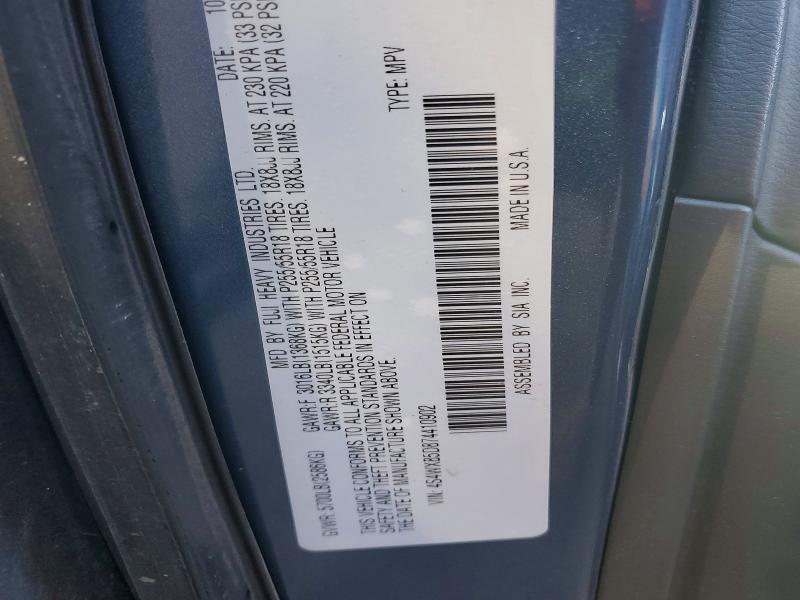 MFD BY FUJI HEAVY INDUSTRIES LTD. DATE: 10
GAWR:F 3016LB(1368KG) WITH P255/55R18 TIRES. 18X8JJ RIMS. AT 230 KPA (33 PSI
GVWR: 5700LB(2586KG) GAWR:R 3340LB(1515KG) WITH P255/55R18 TIRES. 18X8JJ RIMS. AT 220 KPA (32 PSI
THIS VEHICLE CONFORMS TO ALL APPLICABLE FEDERAL MOTOR VEHICLE
SAFETY AND THEFT PREVENTION STANDARDS IN EFFECT ON
THE DATE OF MANUFACTURE SHOWN ABOVE.
VIN: 4S4WX85D874410902 TYPE: MPV
ASSEMBLED BY SIA INC. MADE IN U.S.A.